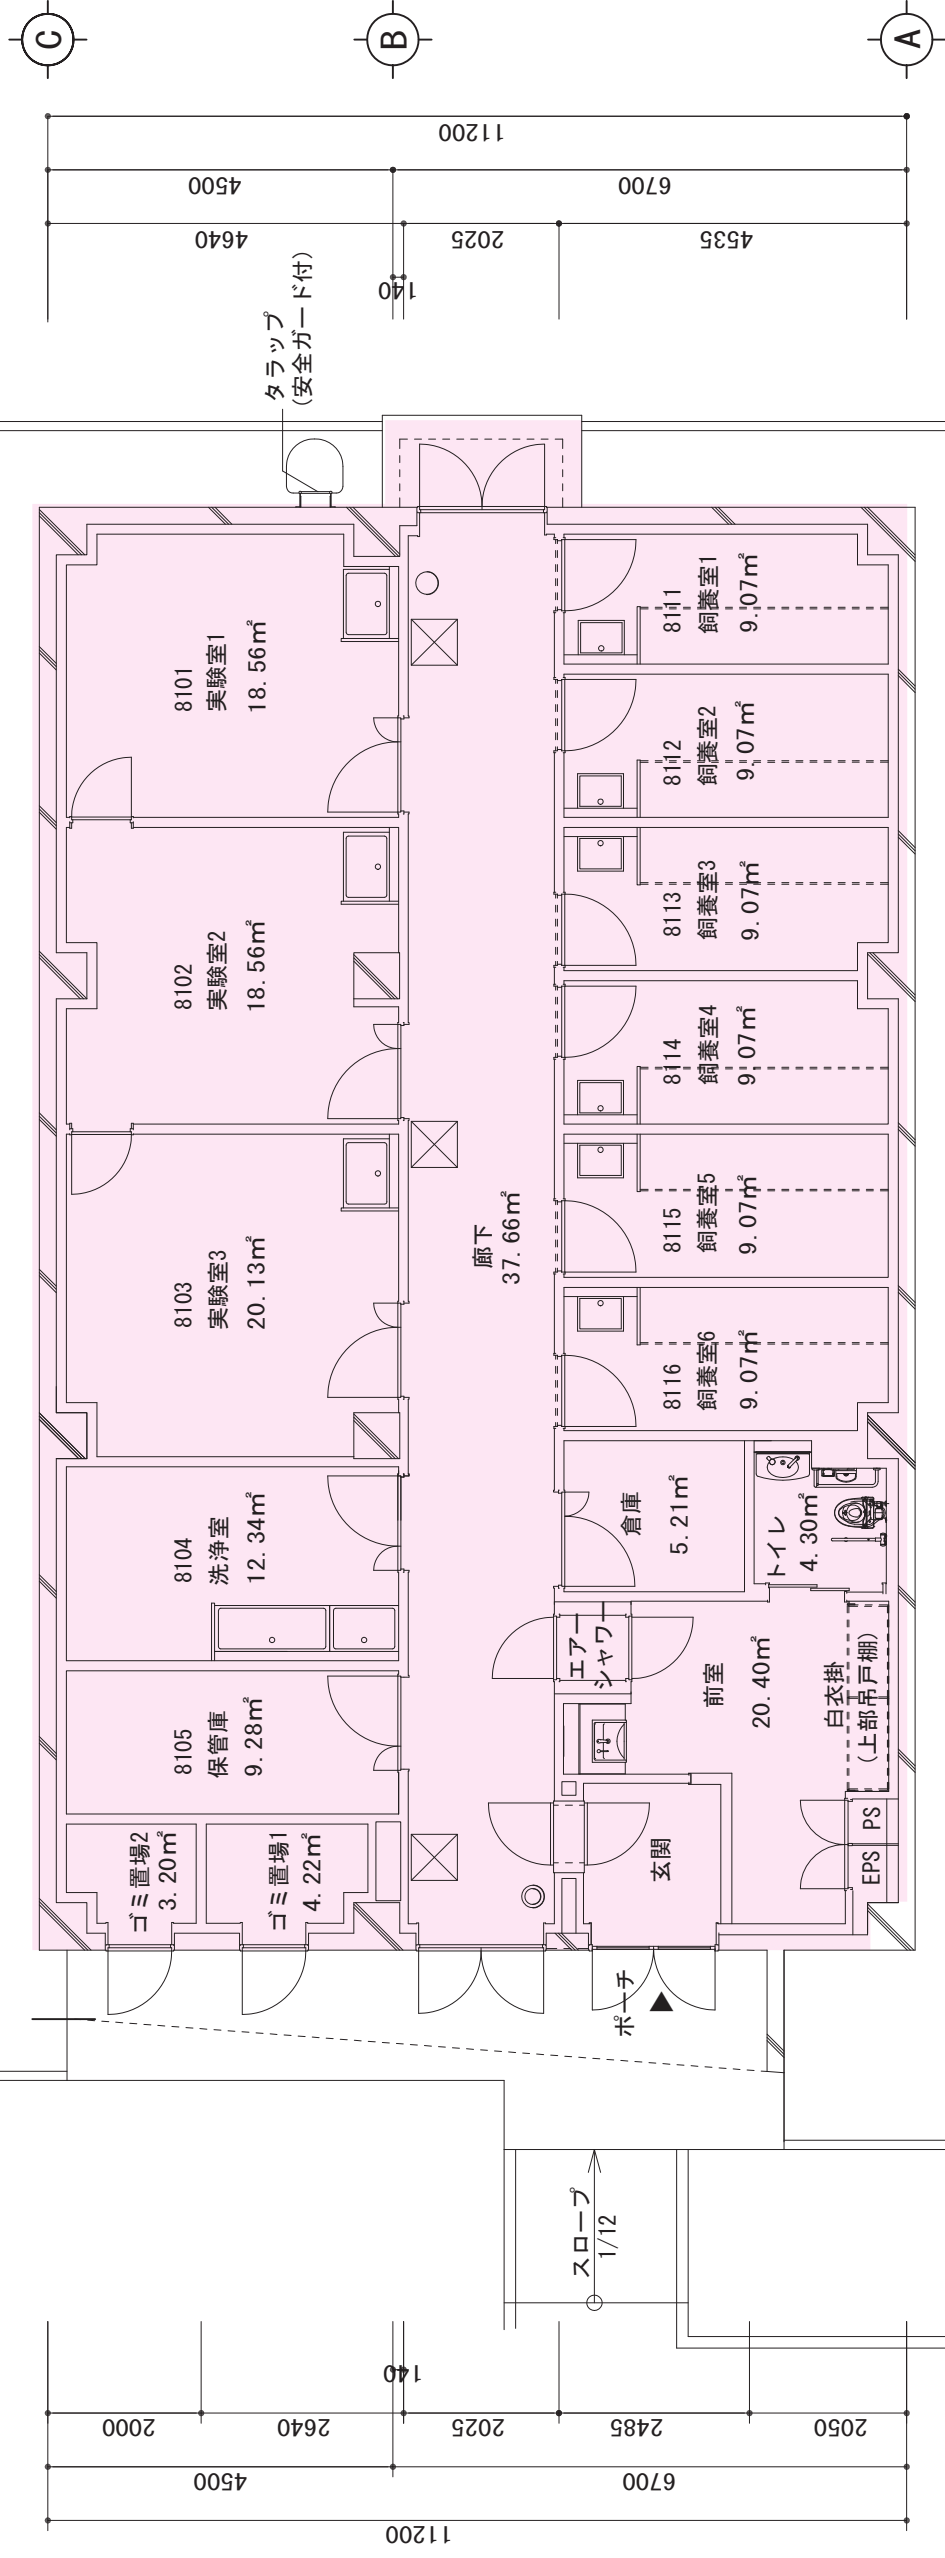 C
B
A
11200
4500
6700
4640
2025
4535
140
タラップ
(安全ガード付)
8101
実験室1
18.56㎡
8102
実験室2
18.56㎡
8103
実験室3
20.13㎡
8104
洗浄室
12.34㎡
8105
保管庫
9.28㎡
ゴミ置場2
3.20㎡
ゴミ置場1
4.22㎡
廊下
37.66㎡
8111
飼養室1
9.07㎡
8112
飼養室2
9.07㎡
8113
飼養室3
9.07㎡
8114
飼養室4
9.07㎡
8115
飼養室5
9.07㎡
8116
飼養室6
9.07㎡
倉庫
5.21㎡
トイレ
4.30㎡
エアー
シャワー
前室
20.40㎡
白衣掛
(上部吊戸棚)
PS
EPS
玄関
ポーチ
スロープ
1/12
140
2000
2640
2025
2485
2050
4500
6700
11200